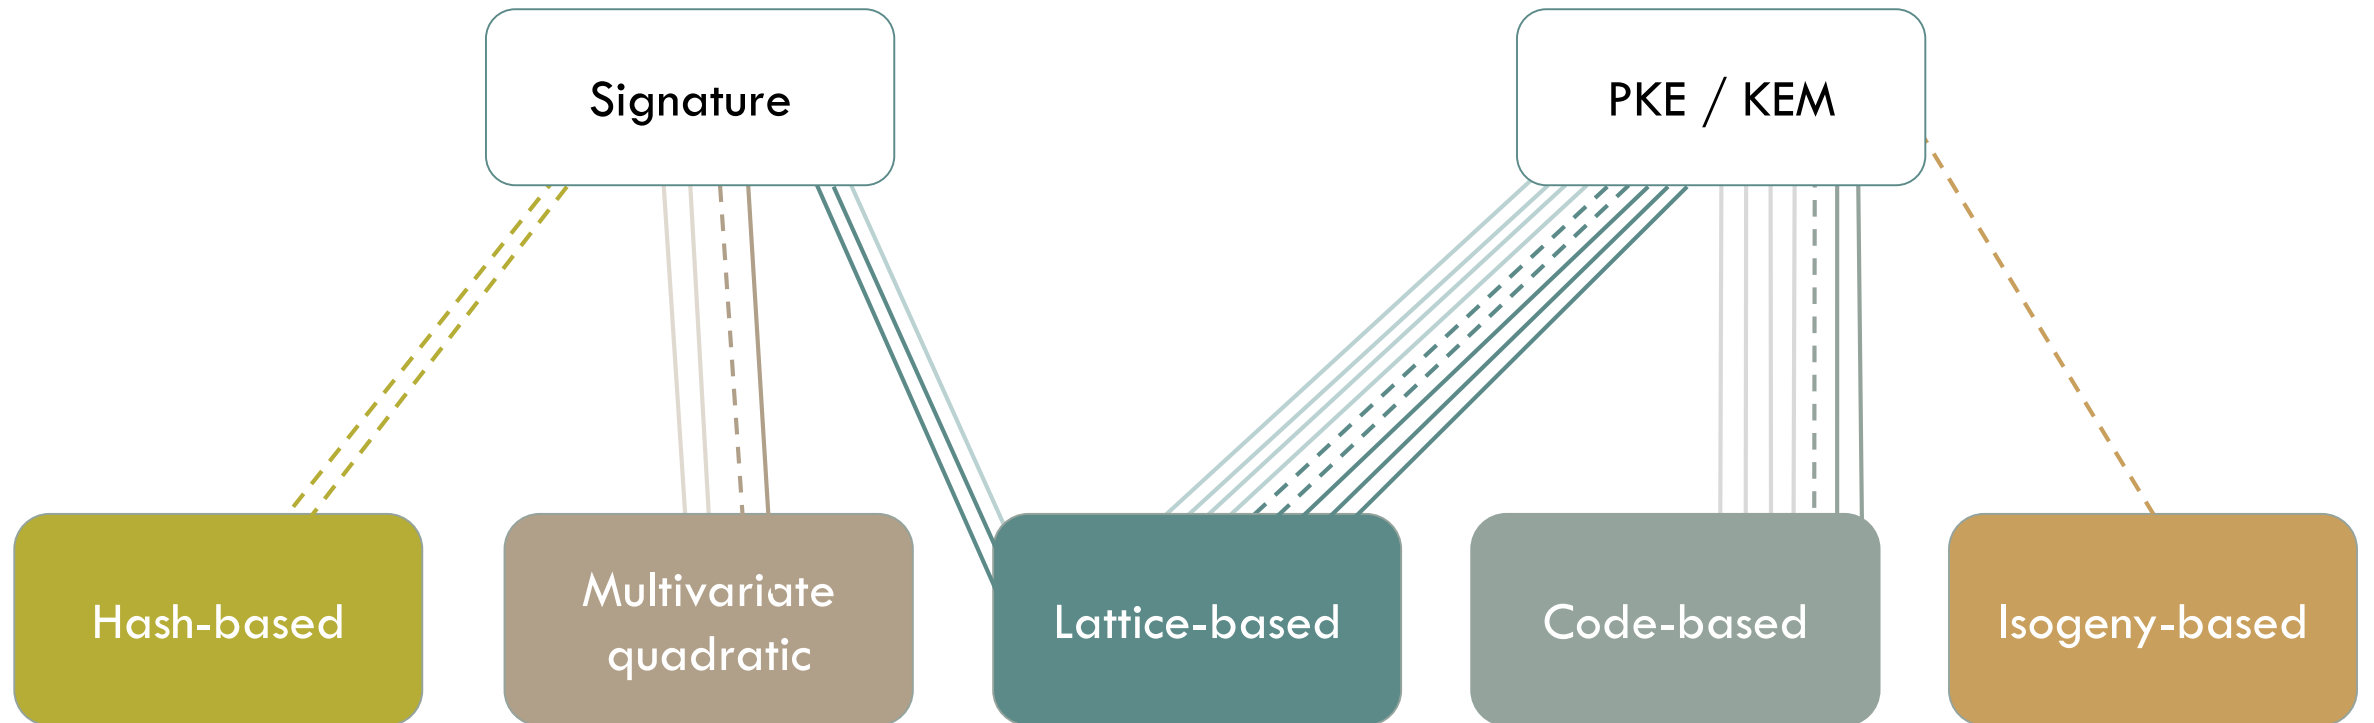 Signature
PKE / KEM
Hash-based
Multivariate
quadratic
Lattice-based
Code-based
Isogeny-based